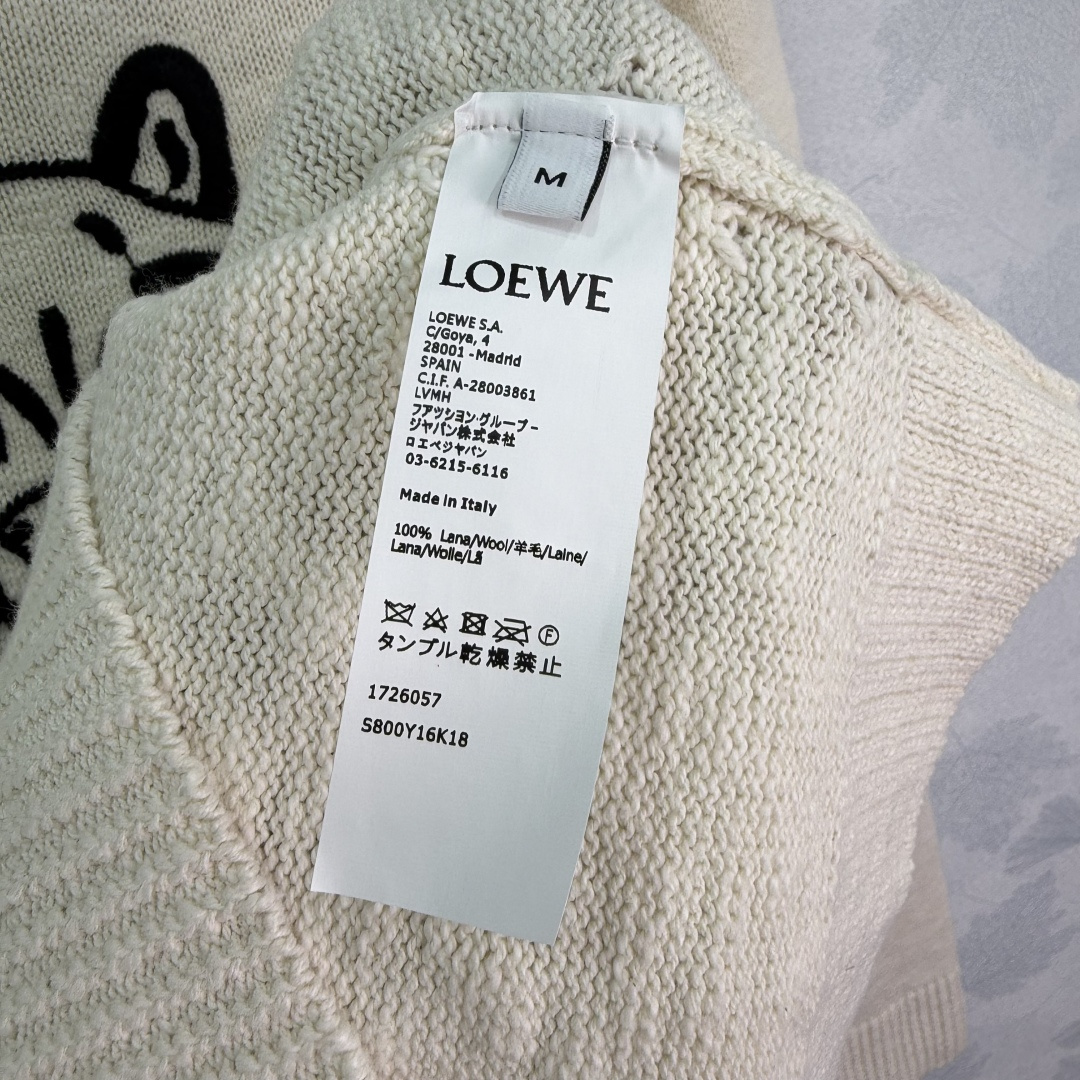 M
LOEWE
LOEWE S.A.
C/Goya, 4
28001 -Madrid
SPAIN
C.I.F. A-28003861
LVMH
フアッション·グループ-
ジャパン株式会社
ロエベジャパン
03-6215-6116
Made in Italy
100% Lana/Wool/羊毛/Laine/
Lana/Wolle/Lã
F
タンブル乾燥禁止
1726057
S800Y16K18